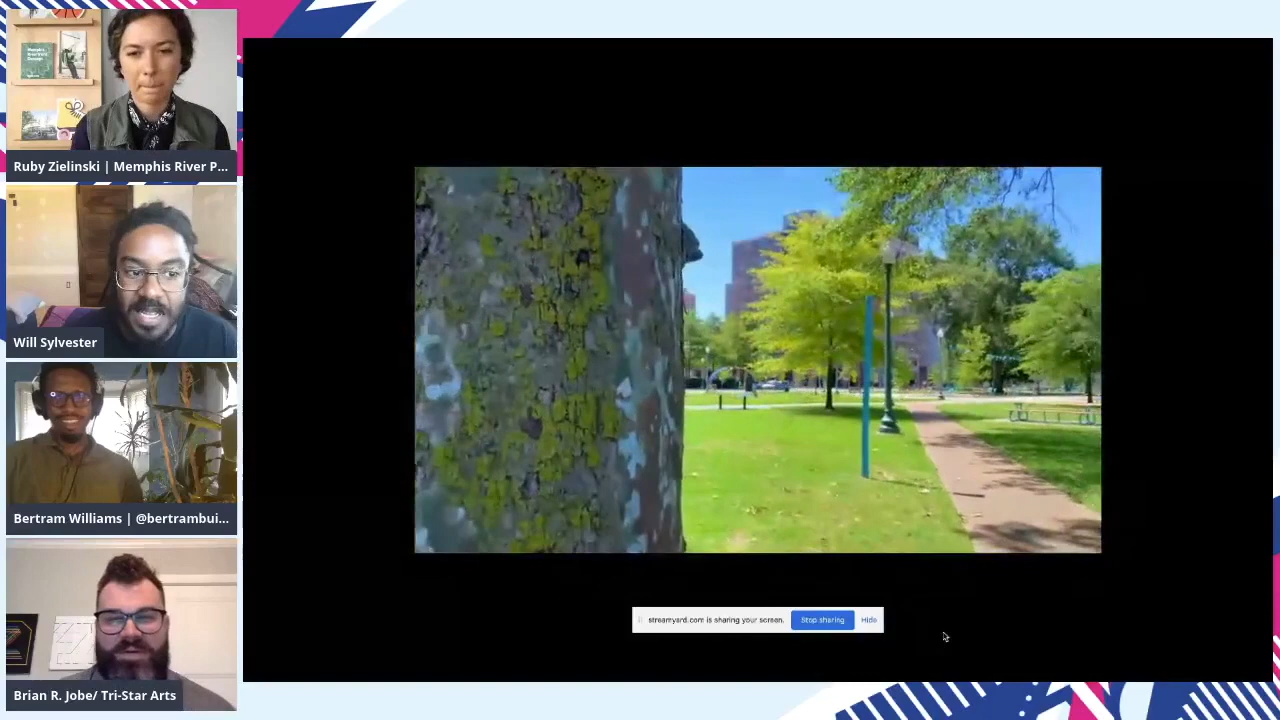 Ruby Zielinski | Memphis River P...
Will Sylvester
Bertram Williams | @bertrambui...
Brian R. Jobe/ Tri-Star Arts
streamyard.com is sharing your screen. Stop sharing Hide